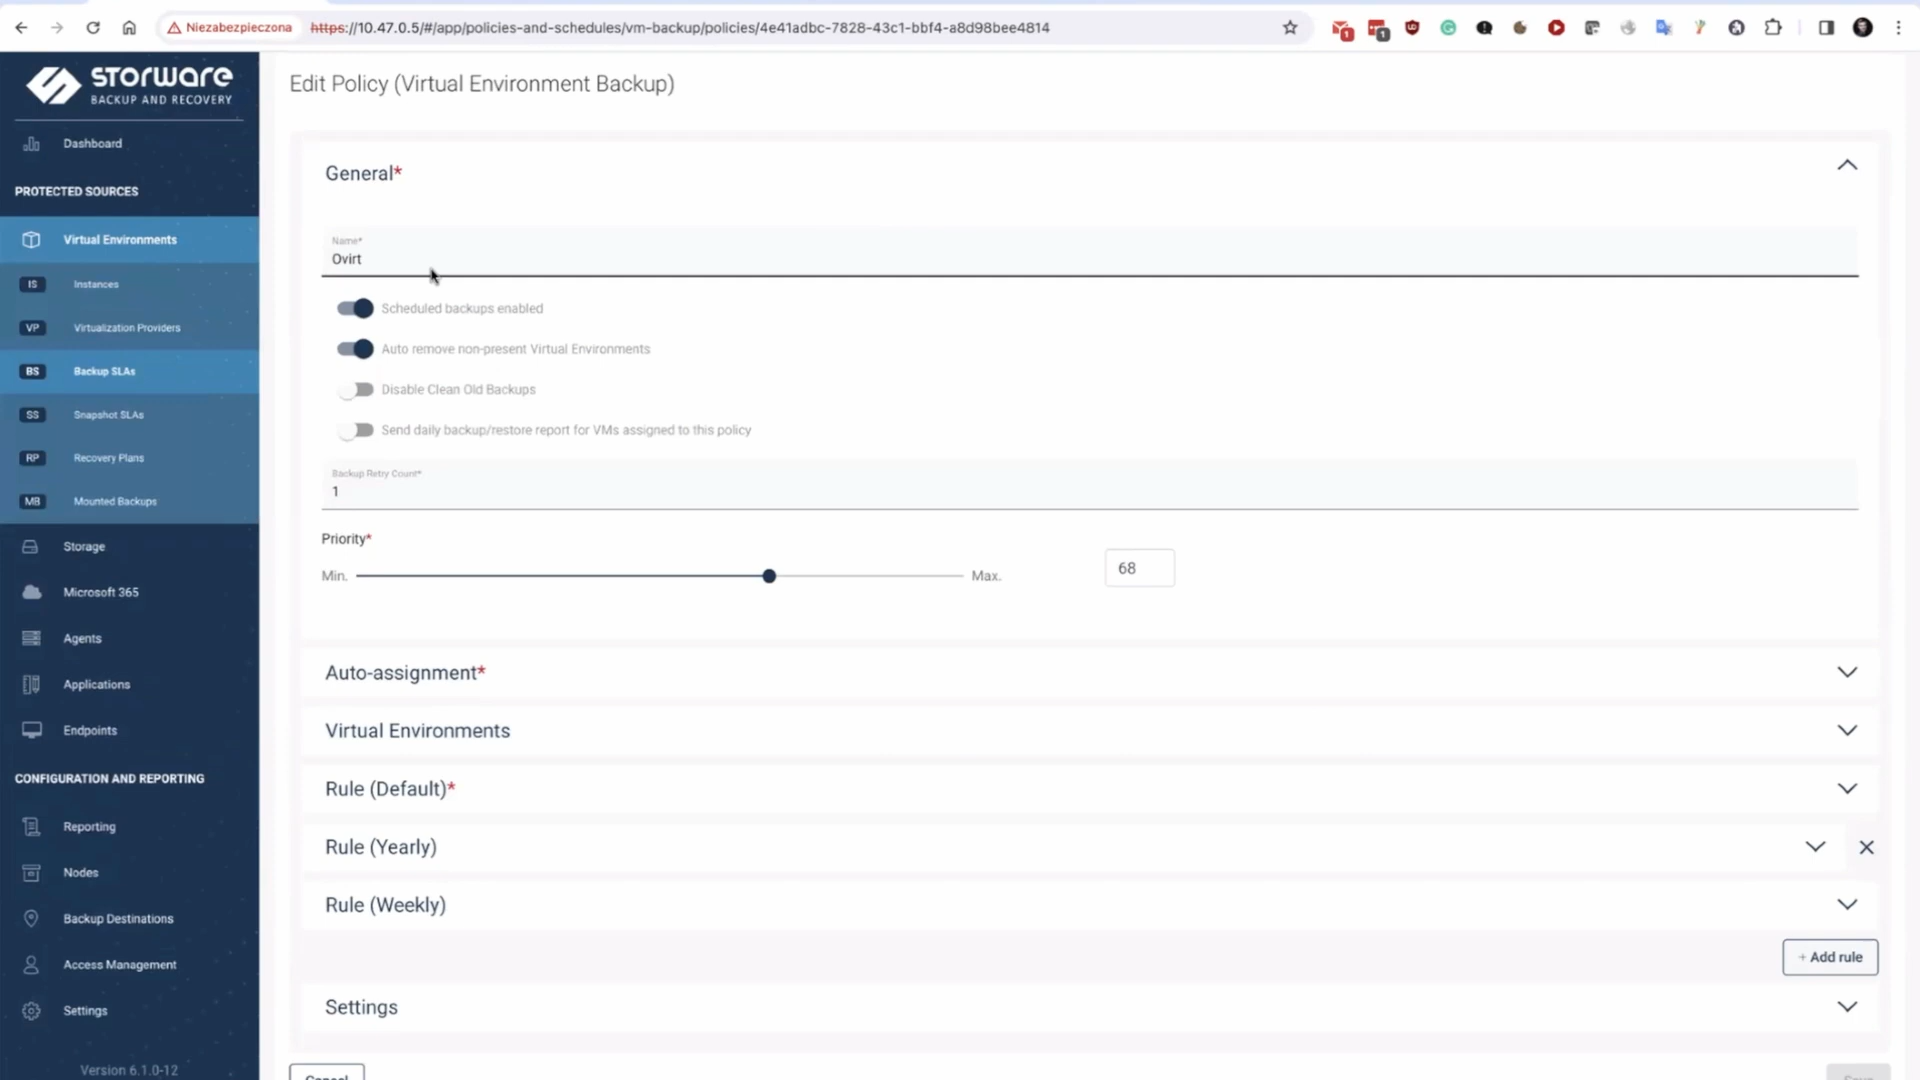 Niezabezpieczona
https://10.47.0.5/#/app/policies-and-schedules/vm-backup/policies/4e41adbc-7828-43c1-bbf4-a8d98bee4814
1
1
STORWARE
BACKUP AND RECOVERY
Dashboard
PROTECTED SOURCES
Virtual Environments
IS Instances
VP Virtualization Providers
BS Backup SLAs
SS Snapshot SLAs
RP Recovery Plans
MB Mounted Backups
Storage
Microsoft 365
Agents
Applications
Endpoints
CONFIGURATION AND REPORTING
Reporting
Nodes
Backup Destinations
Access Management
Settings
Version 6.1.0-12
Edit Policy (Virtual Environment Backup)
General*
Name*
Ovirt
Scheduled backups enabled
Auto remove non-present Virtual Environments
Disable Clean Old Backups
Send daily backup/restore report for VMs assigned to this policy
Backup Retry Count*
1
Priority*
Min. Max. 68
Auto-assignment*
Virtual Environments
Rule (Default)*
Rule (Yearly)
Rule (Weekly)
+ Add rule
Settings
Cancel
Save